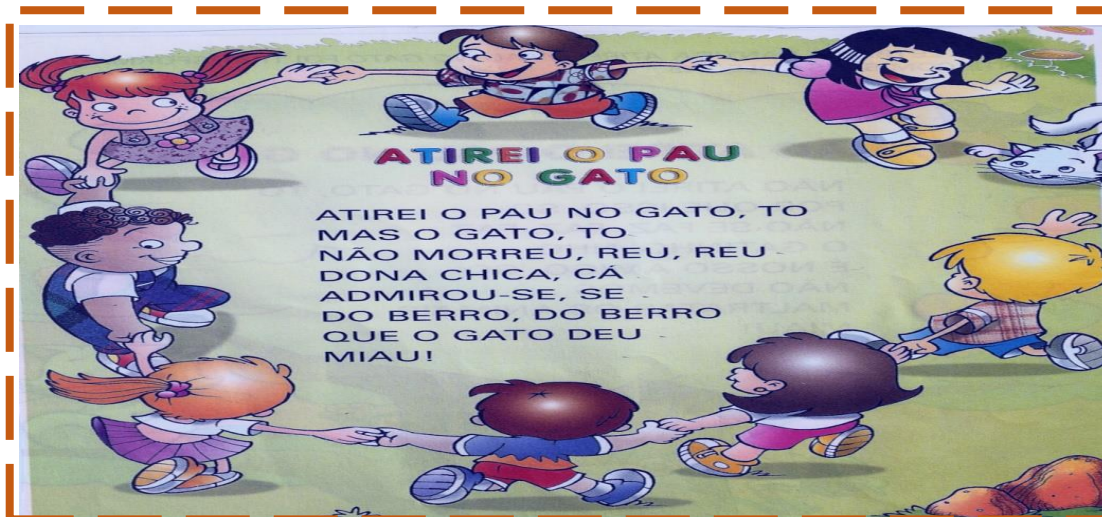 ATIREI O PAU
NO GATO
ATIREI O PAU NO GATO, TO
MAS O GATO, TO
NÃO MORREU, REU, REU
DONA CHICA, CÁ
ADMIROU-SE, SE
DO BERRO, DO BERRO
QUE O GATO DEU
MIAU!